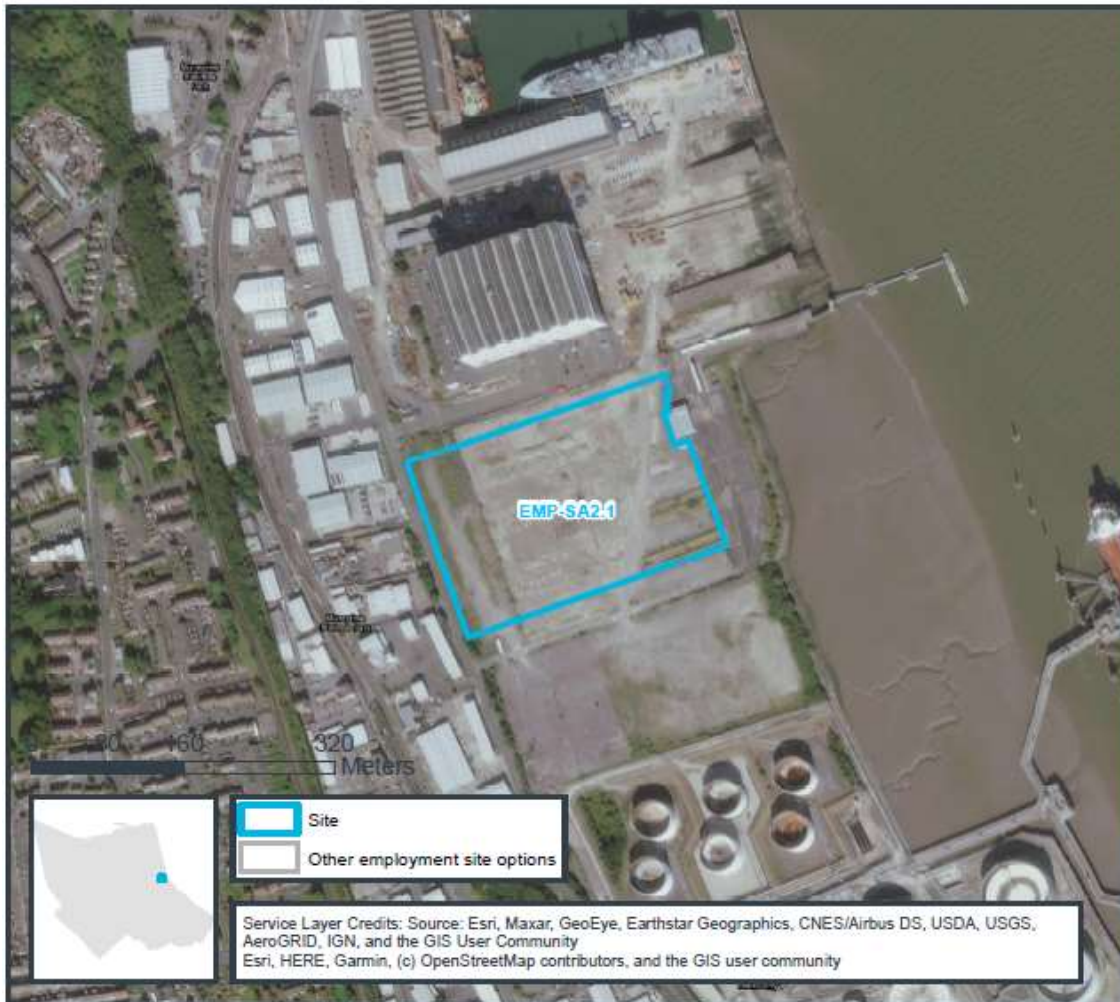 EMP-SA2.1
0 80 160 320
Meters
Site
Other employment site options
Service Layer Credits: Source: Esri, Maxar, GeoEye, Earthstar Geographics, CNES/Airbus DS, USDA, USGS,
AeroGRID, IGN, and the GIS User Community
Esri, HERE, Garmin, (c) OpenStreetMap contributors, and the GIS user community